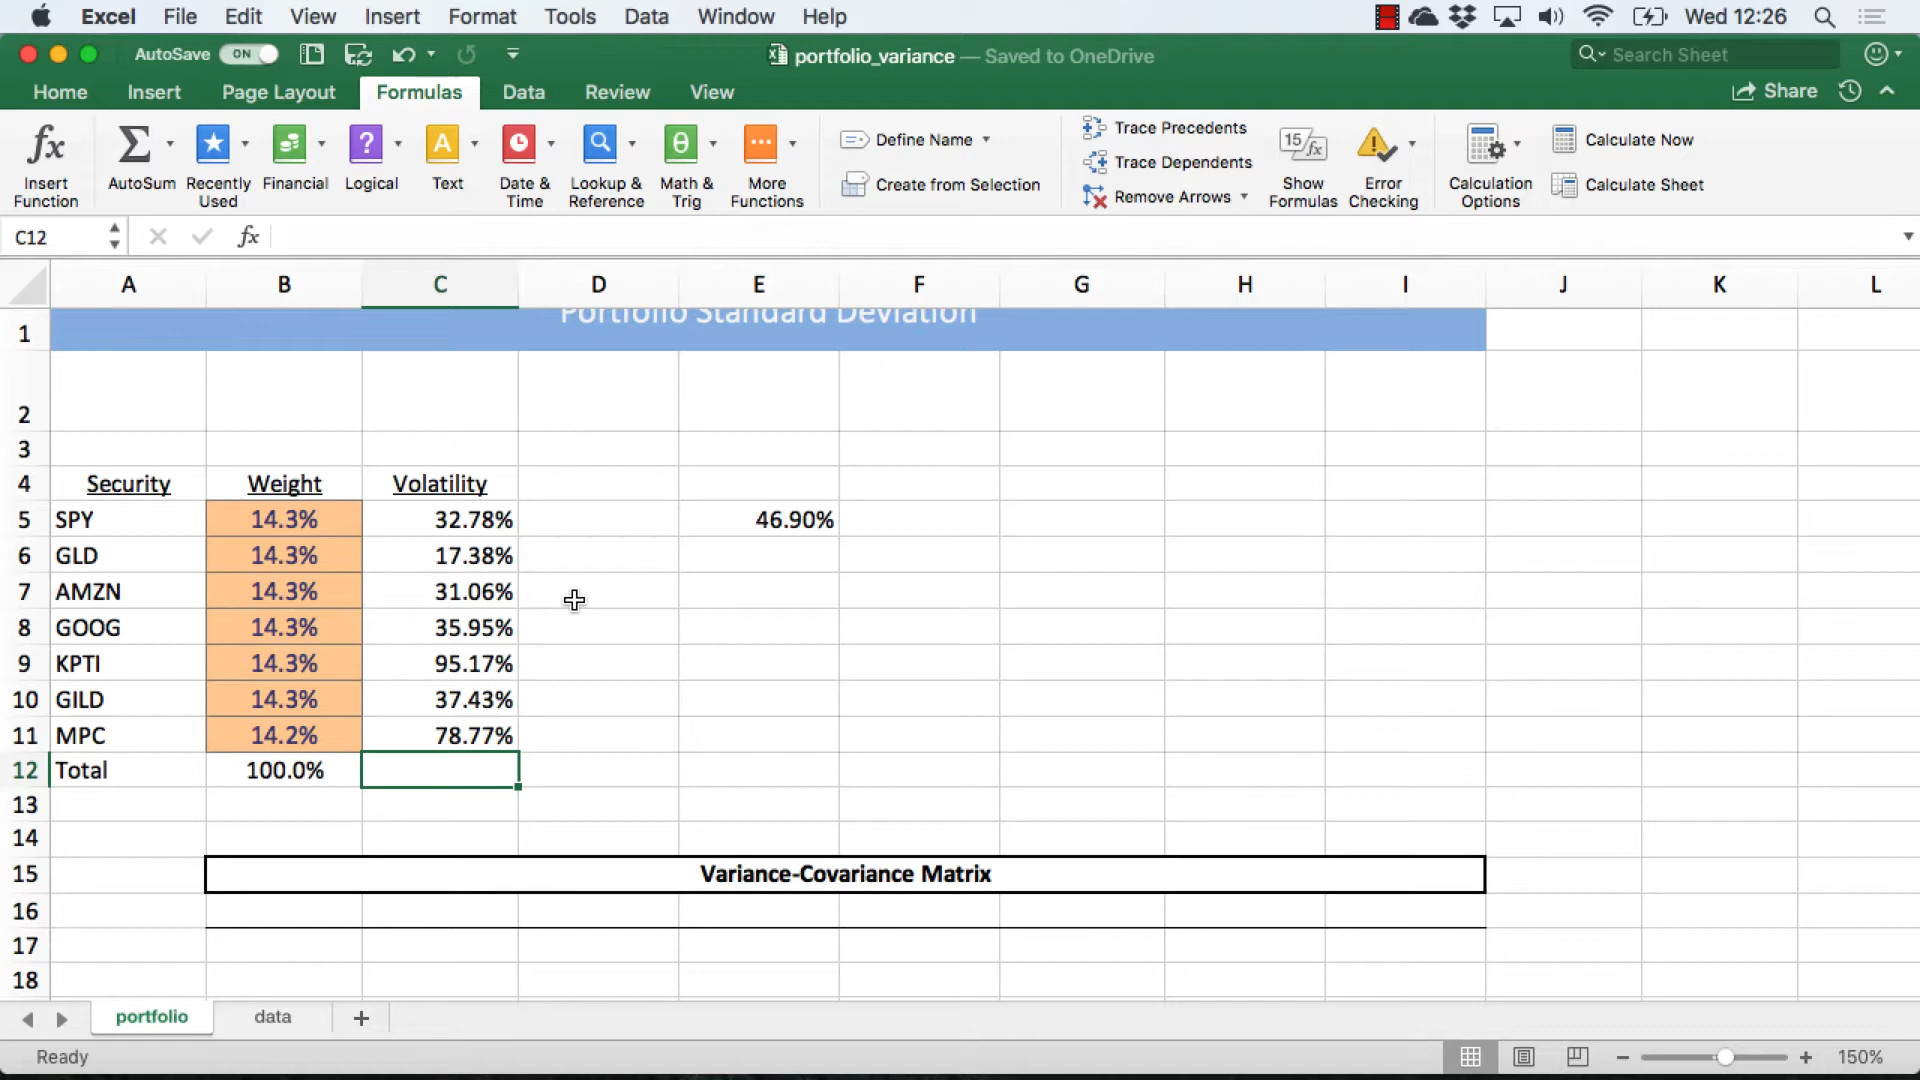 Excel File Edit View Insert Format Tools Data Window Help Wed 12:26
AutoSave ON portfolio_variance — Saved to OneDrive Search Sheet
Home Insert Page Layout Formulas Data Review View Share
Insert Function
AutoSum
Recently Used
Financial
Logical
Text
Date & Time
Lookup & Reference
Math & Trig
More Functions
Define Name
Create from Selection
Trace Precedents
Trace Dependents
Remove Arrows
Show Formulas
Error Checking
Calculation Options
Calculate Now
Calculate Sheet
C12 fx
A B C D E F G H I J K L
1 Portfolio Standard Deviation
2
3
4 Security Weight Volatility
5 SPY 14.3% 32.78% 46.90%
6 GLD 14.3% 17.38%
7 AMZN 14.3% 31.06%
8 GOOG 14.3% 35.95%
9 KPTI 14.3% 95.17%
10 GILD 14.3% 37.43%
11 MPC 14.2% 78.77%
12 Total 100.0%
13
14
15 Variance-Covariance Matrix
16
17
18
portfolio data +
Ready 150%